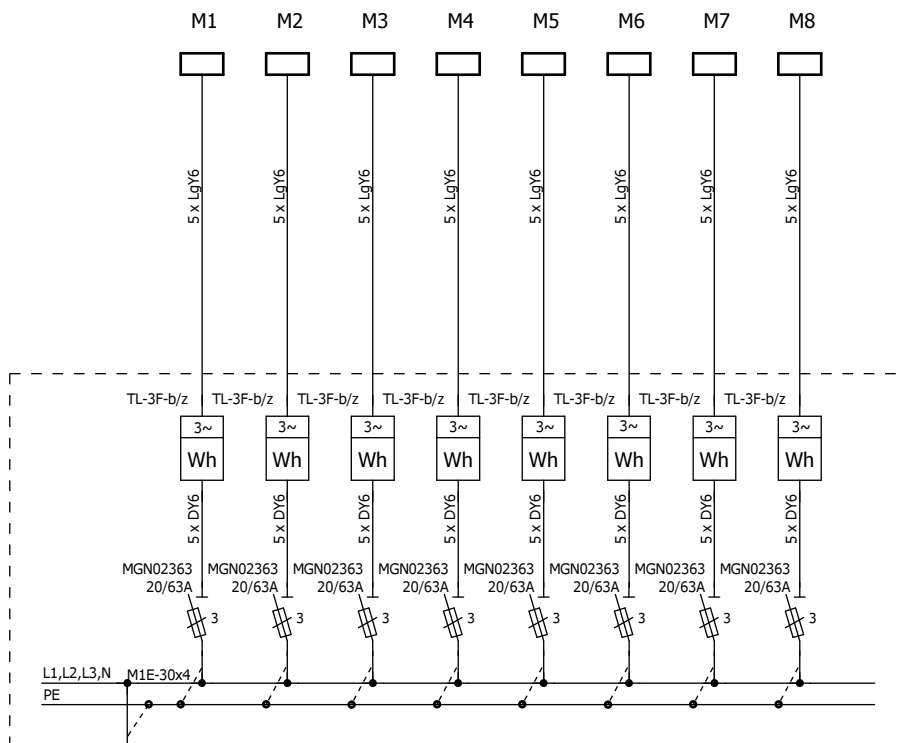 M1 M2 M3 M4 M5 M6 M7 M8
5 x LgY6 5 x LgY6 5 x LgY6 5 x LgY6 5 x LgY6 5 x LgY6 5 x LgY6 5 x LgY6
TL-3F-b/z TL-3F-b/z TL-3F-b/z TL-3F-b/z TL-3F-b/z TL-3F-b/z TL-3F-b/z TL-3F-b/z
3~ 3~ 3~ 3~ 3~ 3~ 3~ 3~
Wh Wh Wh Wh Wh Wh Wh Wh
5 x DY6 5 x DY6 5 x DY6 5 x DY6 5 x DY6 5 x DY6 5 x DY6 5 x DY6
MGN02363 MGN02363 MGN02363 MGN02363 MGN02363 MGN02363 MGN02363 MGN02363
20/63A 20/63A 20/63A 20/63A 20/63A 20/63A 20/63A 20/63A
3 3 3 3 3 3 3 3
L1,L2,L3,N M1E-30x4
PE